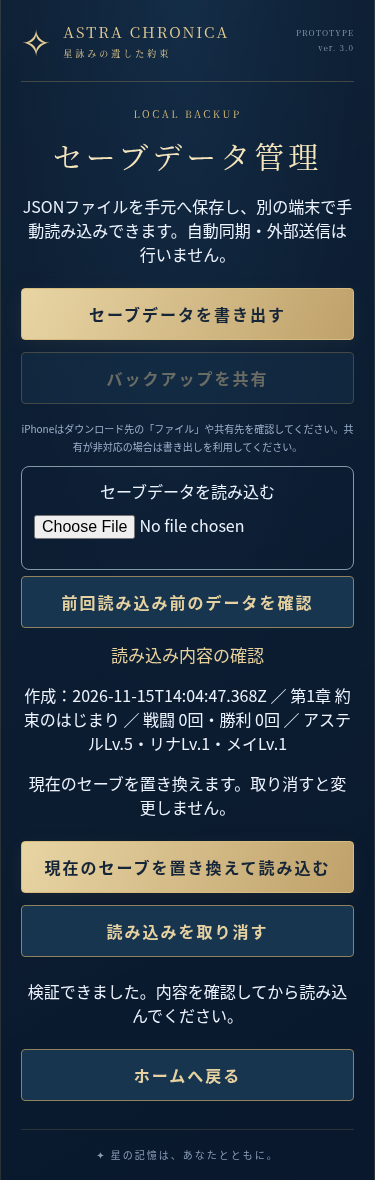 ASTRA CHRONICA
星詠みの遺した約束
PROTOTYPE
ver. 3.0
LOCAL BACKUP
セーブデータ管理
JSONファイルを手元へ保存し、別の端末で手
動読み込みできます。自動同期・外部送信は
行いません。
セーブデータを書き出す
バックアップを共有
iPhoneはダウンロード先の「ファイル」や共有先を確認してください。共
有が非対応の場合は書き出しを利用してください。
セーブデータを読み込む
Choose File No file chosen
前回読み込み前のデータを確認
読み込み内容の確認
作成：2026-11-15T14:04:47.368Z ／ 第1章 約
束のはじまり ／ 戦闘 0回・勝利 0回 ／ アステ
ルLv.5・リナLv.1・メイLv.1
現在のセーブを置き換えます。取り消すと変
更しません。
現在のセーブを置き換えて読み込む
読み込みを取り消す
検証できました。内容を確認してから読み込
んでください。
ホームへ戻る
✦ 星の記憶は、あなたとともに。